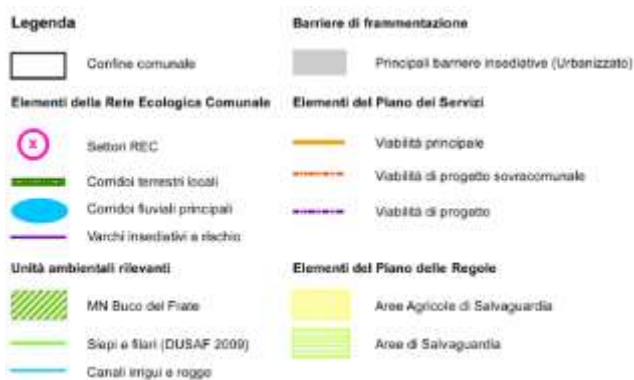 Legenda
Confine comunale
Elementi della Rete Ecologica Comunale
X
Settori REC
Corridoi terrestri locali
Corridoi fluviali principali
Varchi insediativi a rischio
Unità ambientali rilevanti
MN Buco del Frate
Siepi e filari (DUSAF 2009)
Canali irrigui e rogge
Barriere di frammentazione
Principali barriere insediative (Urbanizzato)
Elementi del Piano dei Servizi
Viabilità principale
Viabilità di progetto sovracomunale
Viabilità di progetto
Elementi del Piano delle Regole
Aree Agricole di Salvaguardia
Aree di Salvaguardia